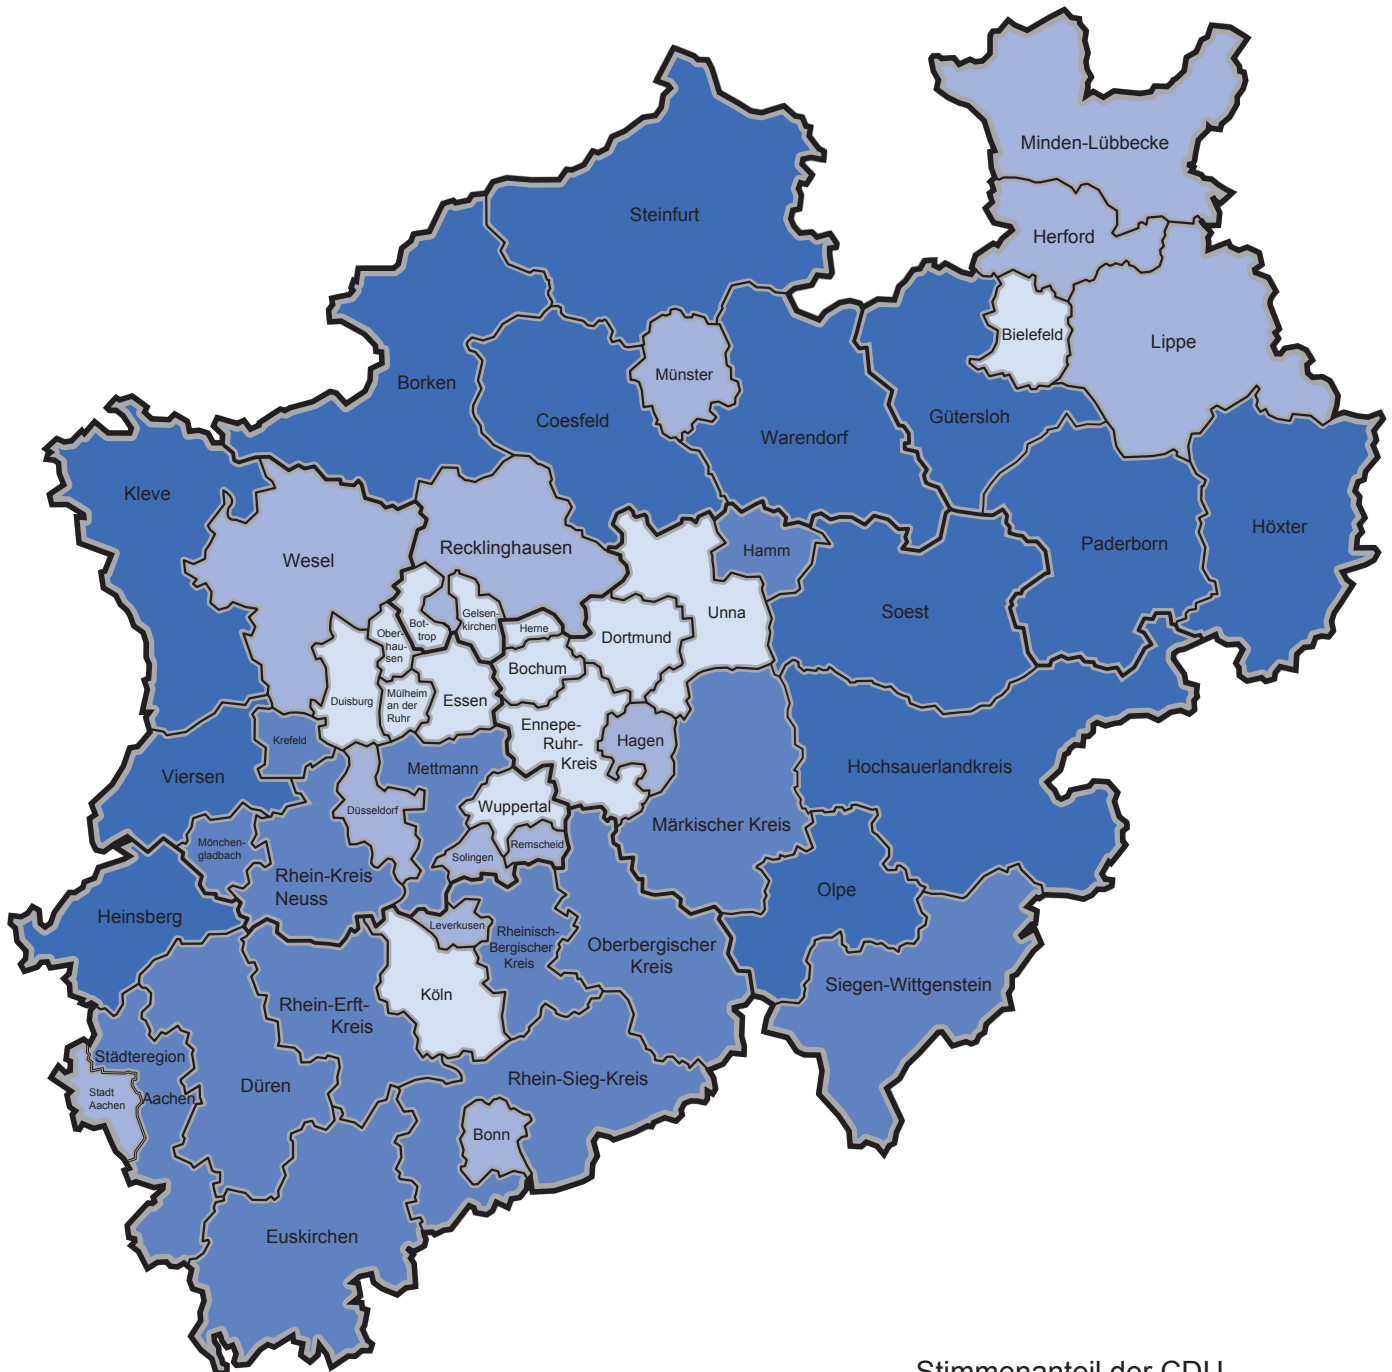 Minden-Lübbecke
Steinfurt
Herford
Bielefeld
Lippe
Münster
Borken
Coesfeld
Gütersloh
Warendorf
Kleve
Höxter
Recklinghausen
Hamm
Paderborn
Wesel
Soest
Unna
Gelsen-
kirchen
Bot-
trop
Herne
Dortmund
Ober-
hau-
sen
Bochum
Duisburg
Mülheim
an der
Ruhr
Essen
Ennepe-
Ruhr-
Kreis
Hagen
Krefeld
Viersen
Mettmann
Hochsauerlandkreis
Düsseldorf
Wuppertal
Märkischer Kreis
Mönchen-
gladbach
Solingen
Remscheid
Rhein-Kreis
Neuss
Olpe
Heinsberg
Leverkusen
Rheinisch-
Bergischer
Kreis
Oberbergischer
Kreis
Siegen-Wittgenstein
Köln
Rhein-Erft-
Kreis
Städteregion
Aachen
Stadt
Aachen
Düren
Rhein-Sieg-Kreis
Bonn
Euskirchen
Stimmenanteil der CDU